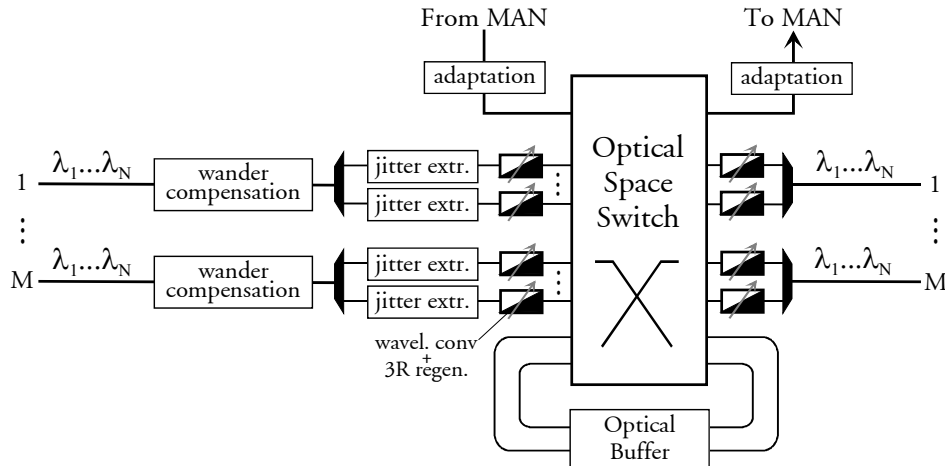 From MAN
To MAN
adaptation
adaptation
λ1...λN
wander
compensation
jitter extr.
jitter extr.
1
⋮
⋮
Optical
Space
Switch
λ1...λN
1
⋮
λ1...λN
wander
compensation
jitter extr.
jitter extr.
M
⋮
λ1...λN
M
wavel. conv
+
3R regen.
Optical
Buffer